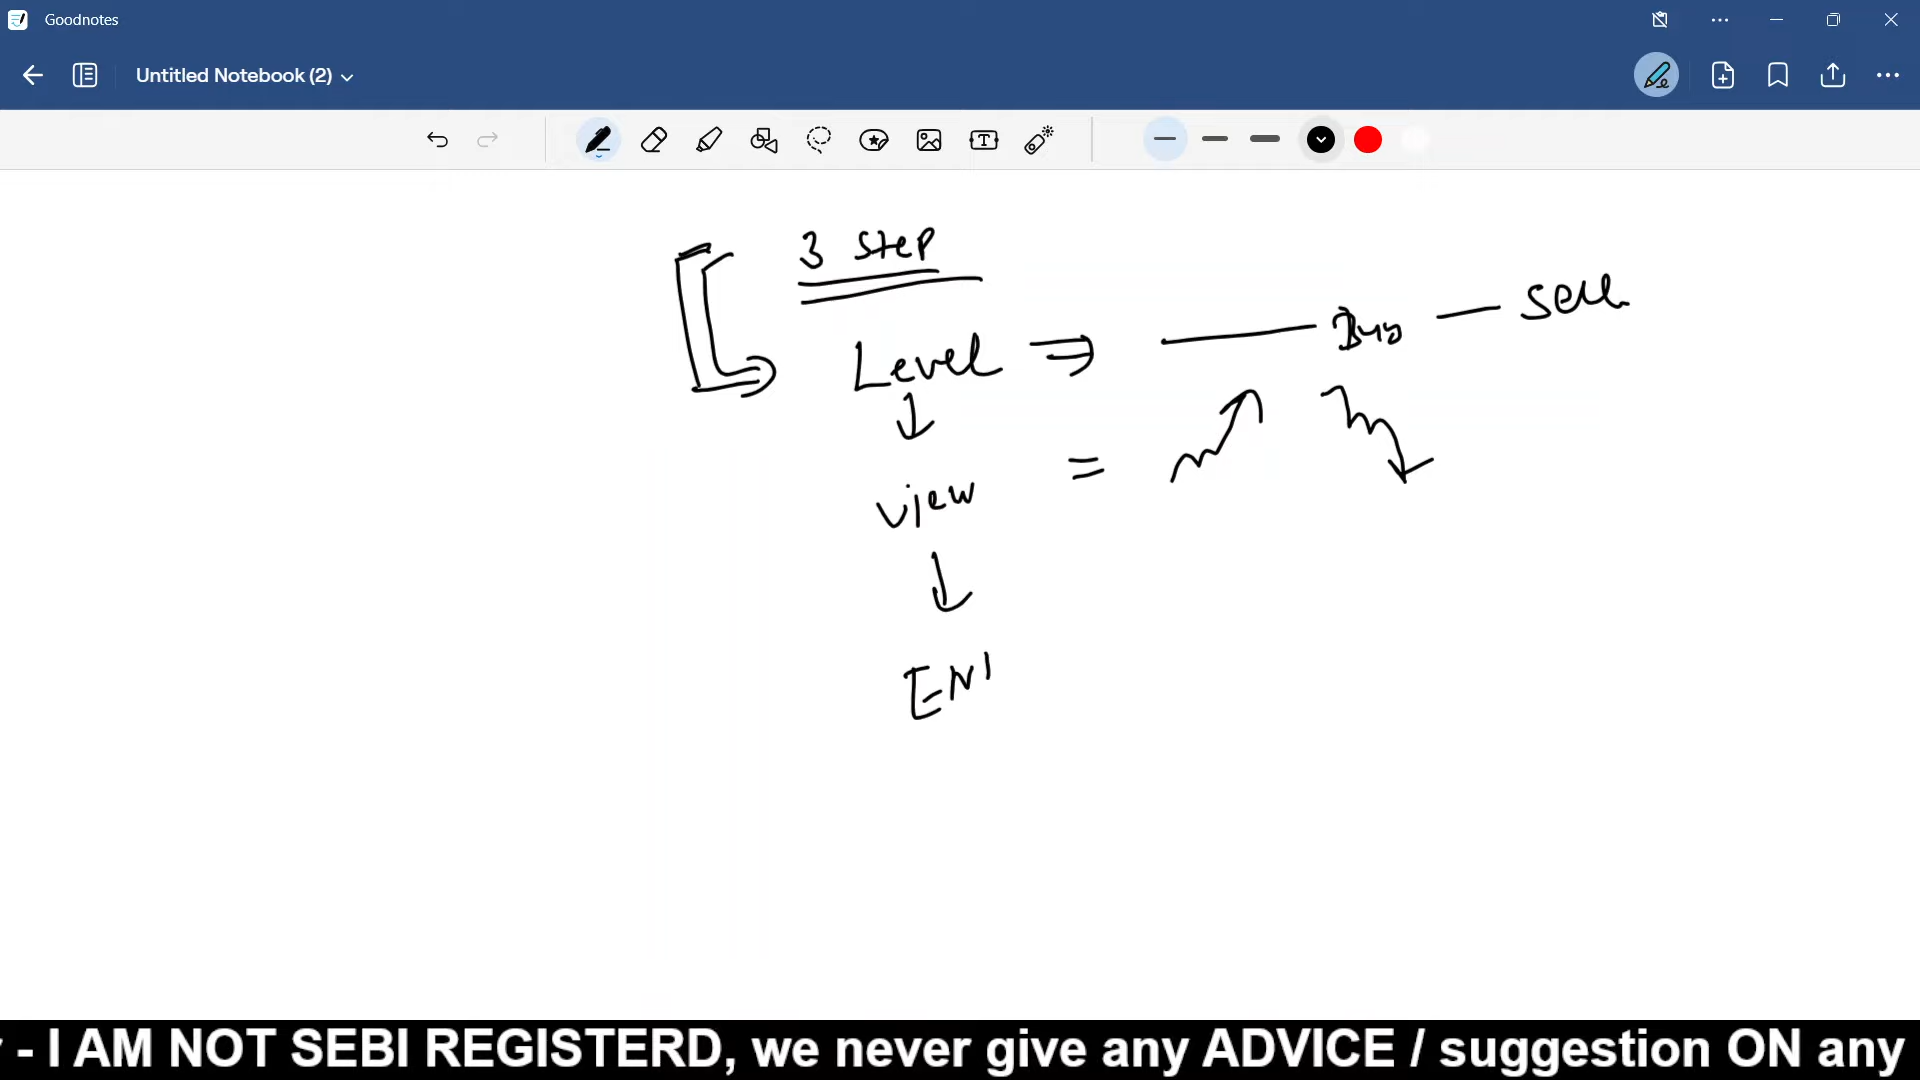 Goodnotes
Untitled Notebook (2)
3 Step
Level ⇒ — Buy — Sell
↓
view =
↓
EN
r - I AM NOT SEBI REGISTERD, we never give any ADVICE / suggestion ON any